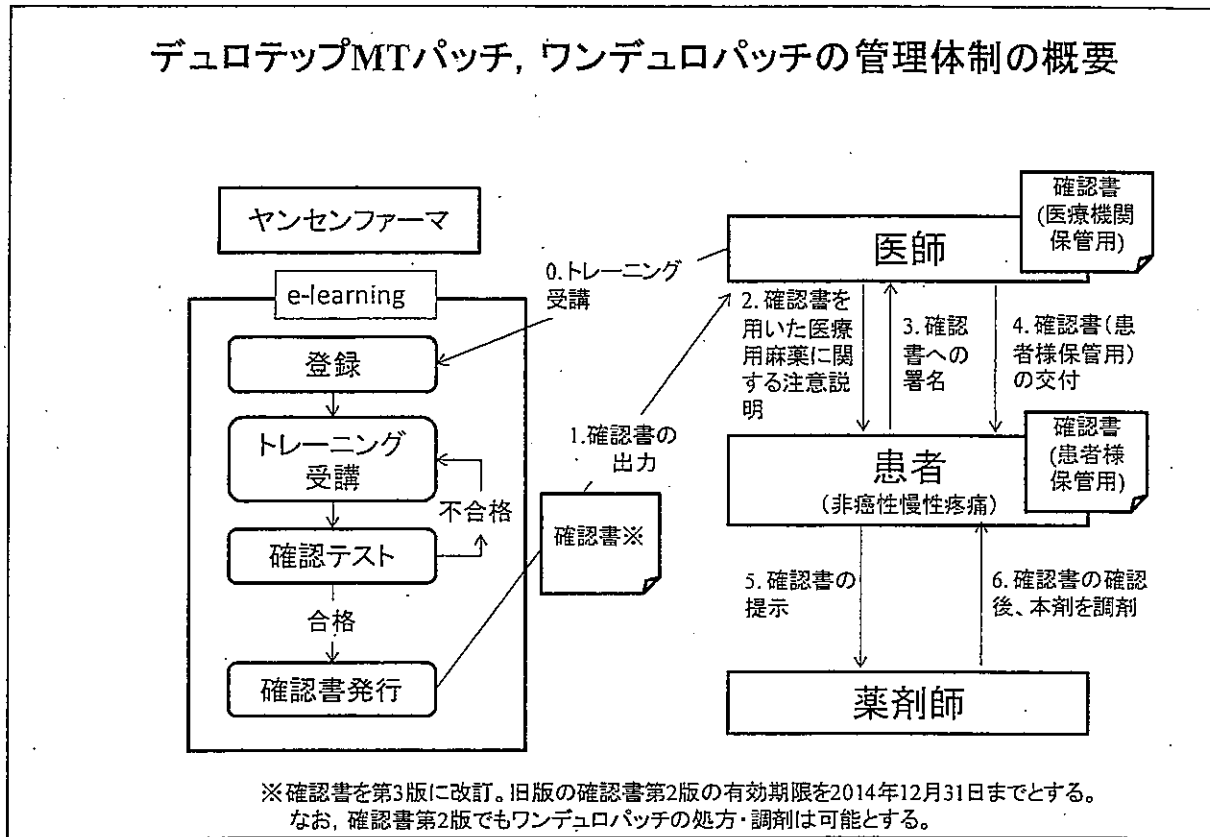 デュロテップMTパッチ，ワンデュロパッチの管理体制の概要
ヤンセンファーマ
e-learning
登録
トレーニング
受講
確認テスト
不合格
合格
確認書発行
0.トレーニング
受講
1.確認書の
出力
確認書※
医師
確認書
(医療機関
保管用)
2.確認書を
用いた医療
用麻薬に関
する注意説
明
3.確認
書への
署名
4.確認書(患
者様保管用)
の交付
患者
(非癌性慢性疼痛)
確認書
(患者様
保管用)
5.確認書の
提示
6.確認書の確認
後、本剤を調剤
薬剤師
※確認書を第3版に改訂。旧版の確認書第2版の有効期限を2014年12月31日までとする。
なお，確認書第2版でもワンデュロパッチの処方・調剤は可能とする。